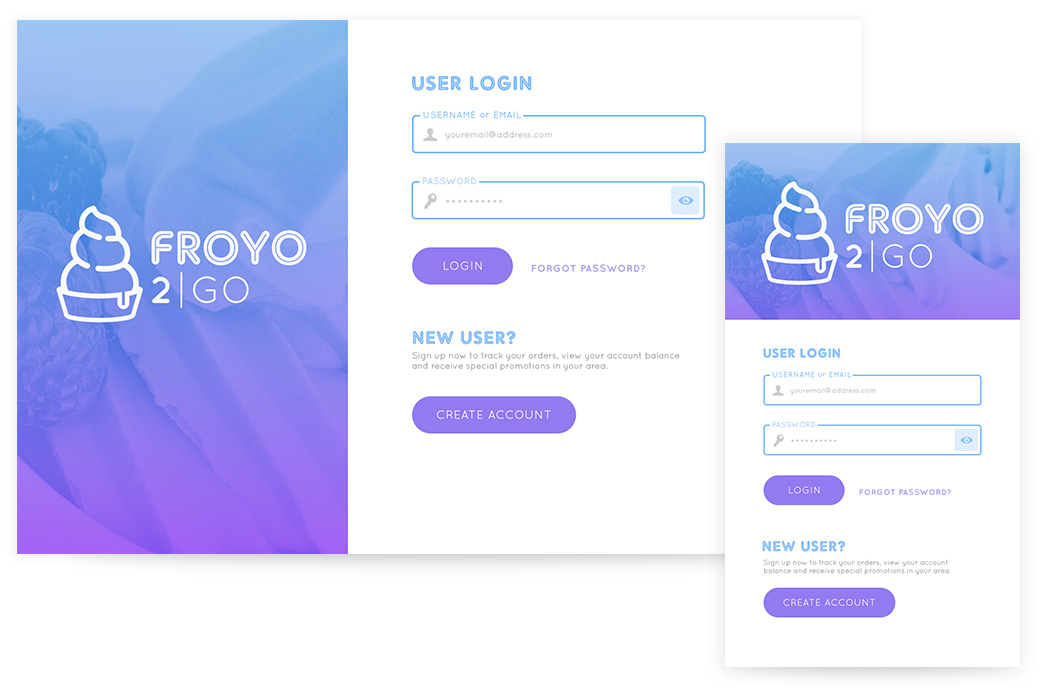 FROYO
2|GO
USER LOGIN
USERNAME or EMAIL
youremail@address.com
PASSWORD
••••••••••
LOGIN
FORGOT PASSWORD?
NEW USER?
Sign up now to track your orders, view your account balance
and receive special promotions in your area.
CREATE ACCOUNT
FROYO
2|GO
USER LOGIN
USERNAME or EMAIL
youremail@address.com
PASSWORD
••••••••••
LOGIN
FORGOT PASSWORD?
NEW USER?
Sign up now to track your orders, view your account
balance and receive special promotions in your area.
CREATE ACCOUNT